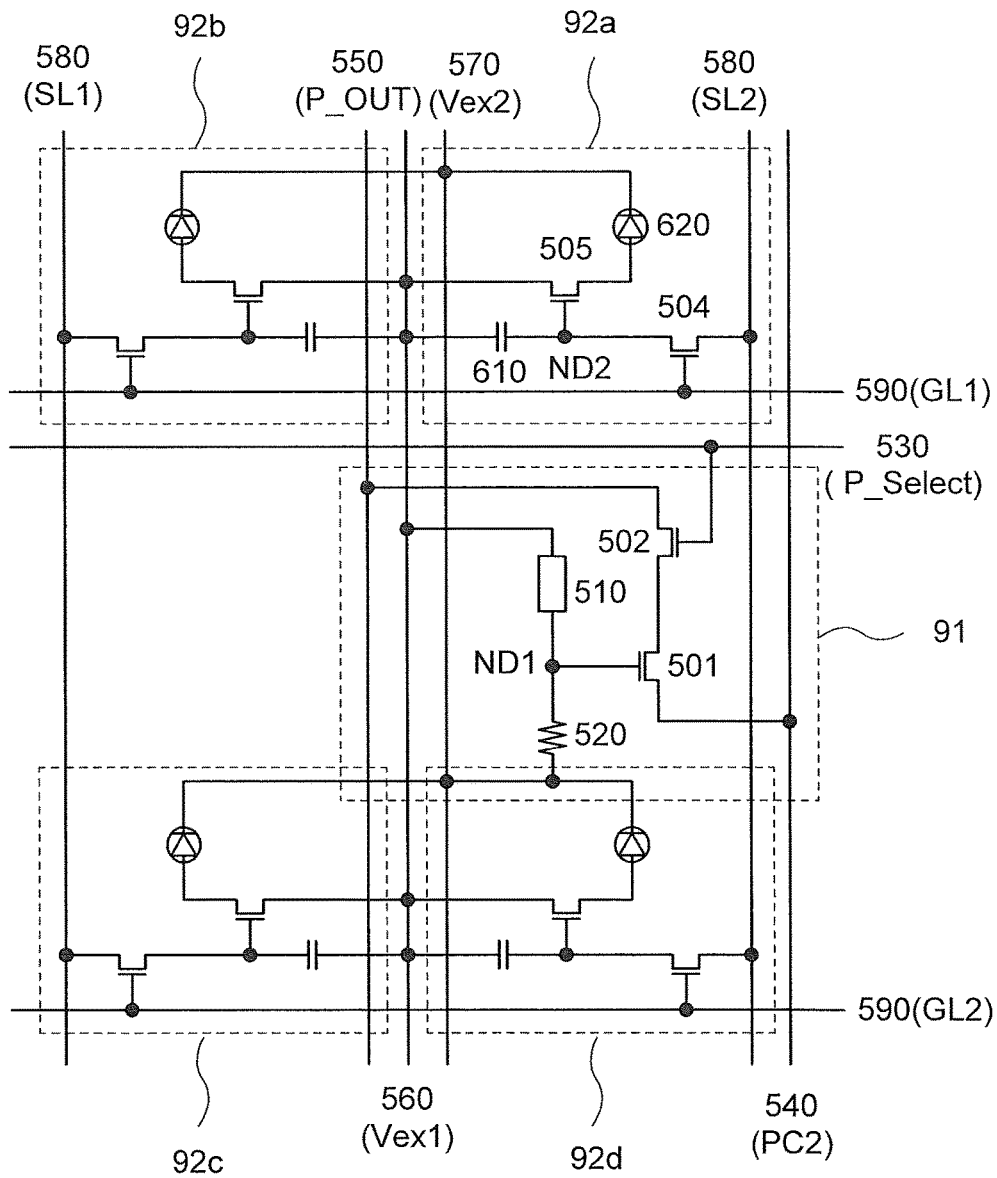 92b
92a
580
550
570
580
(SL1)
(P_OUT)
(Vex2)
(SL2)
620
505
504
610
ND2
590(GL1)
530
( P_Select)
502
510
91
ND1
501
520
590(GL2)
560
(Vex1)
540
(PC2)
92c
92d